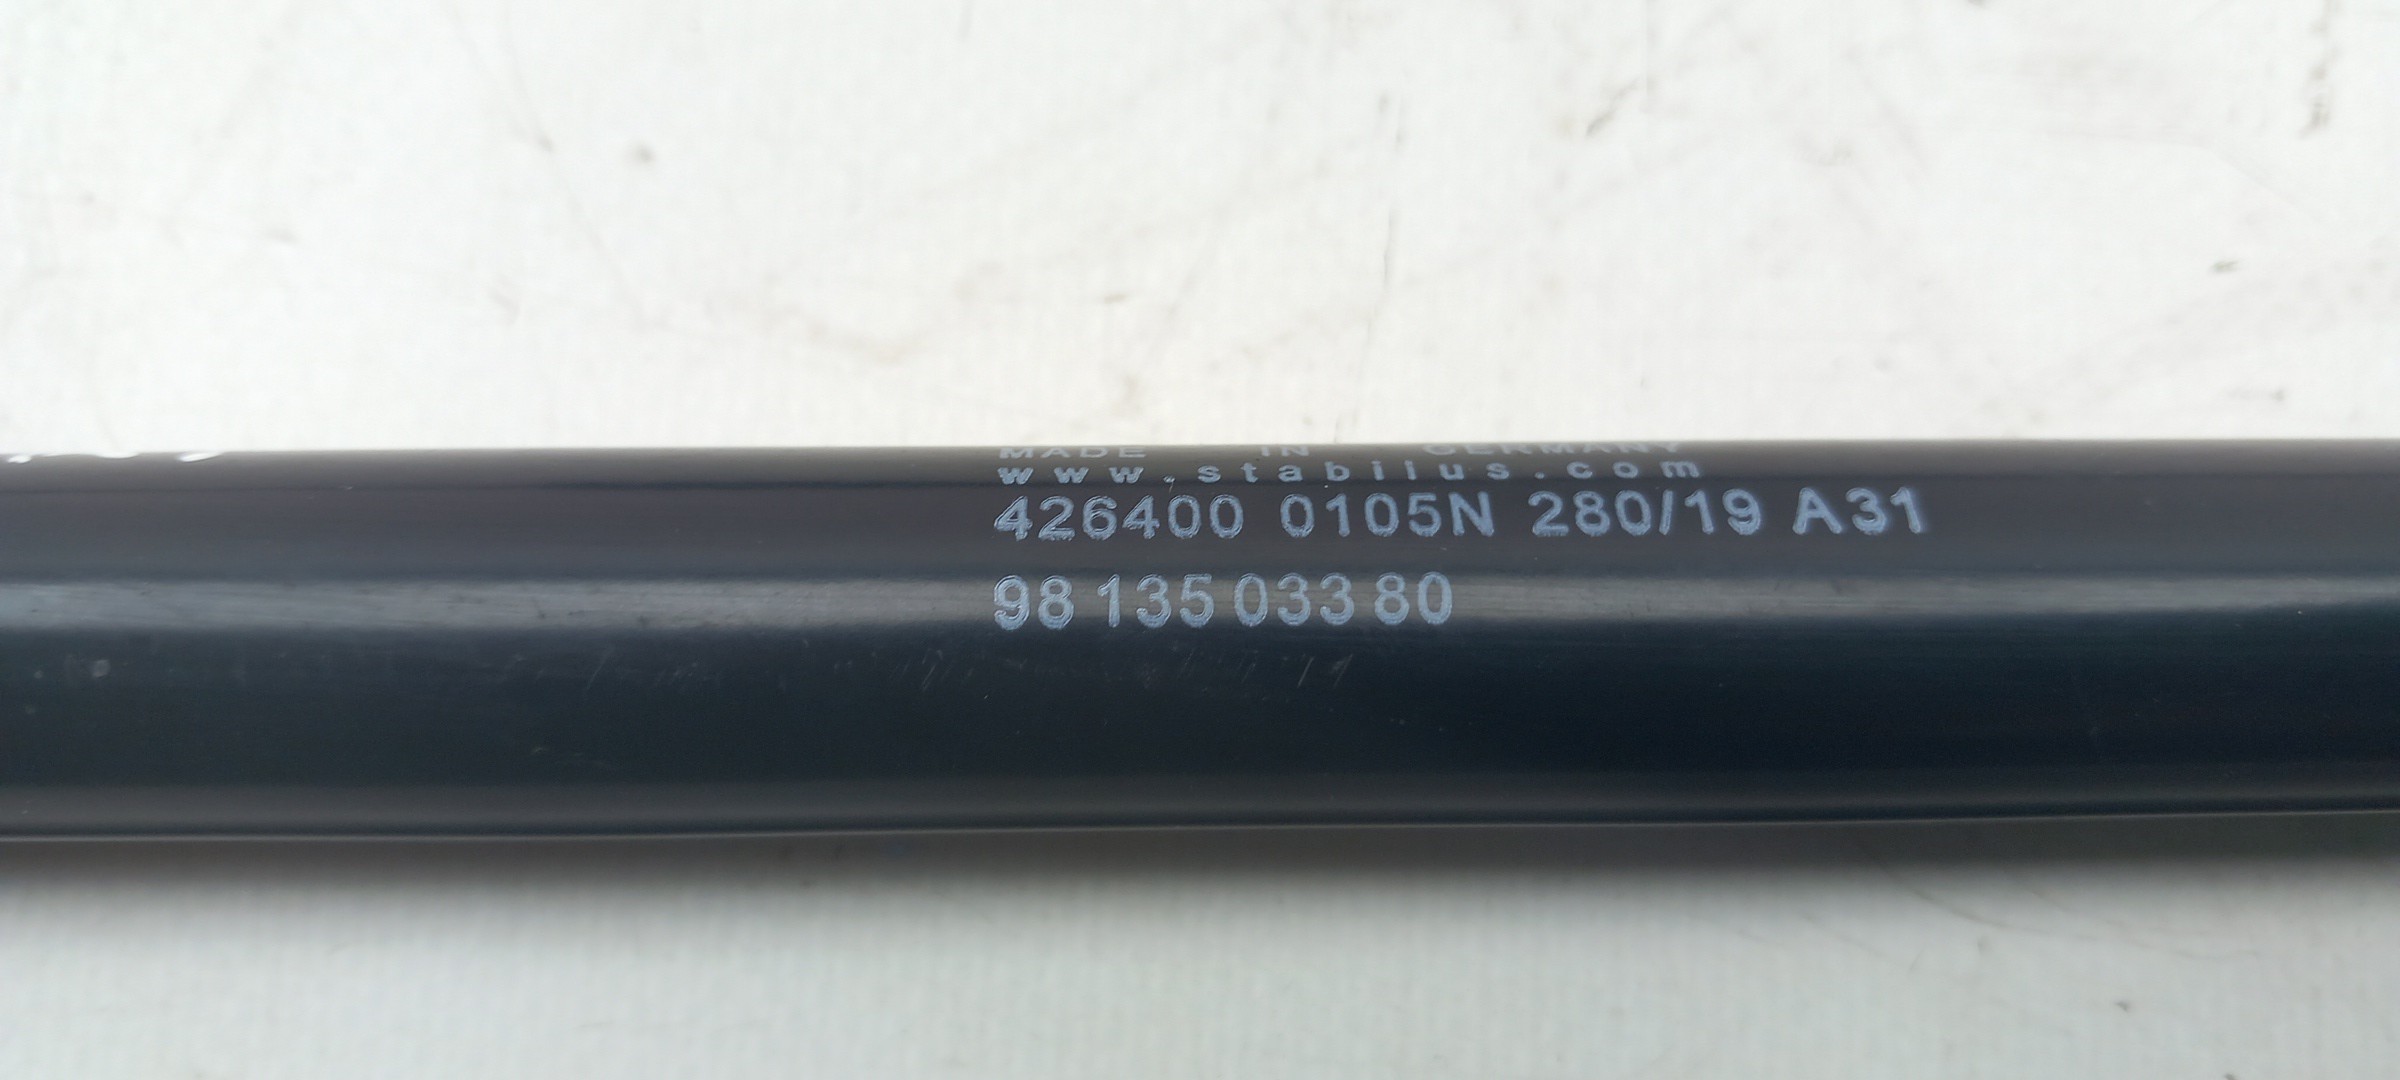 MADE IN GERMANY
www.stabilus.com
426400 0105N 280/19 A31
98 135 033 80